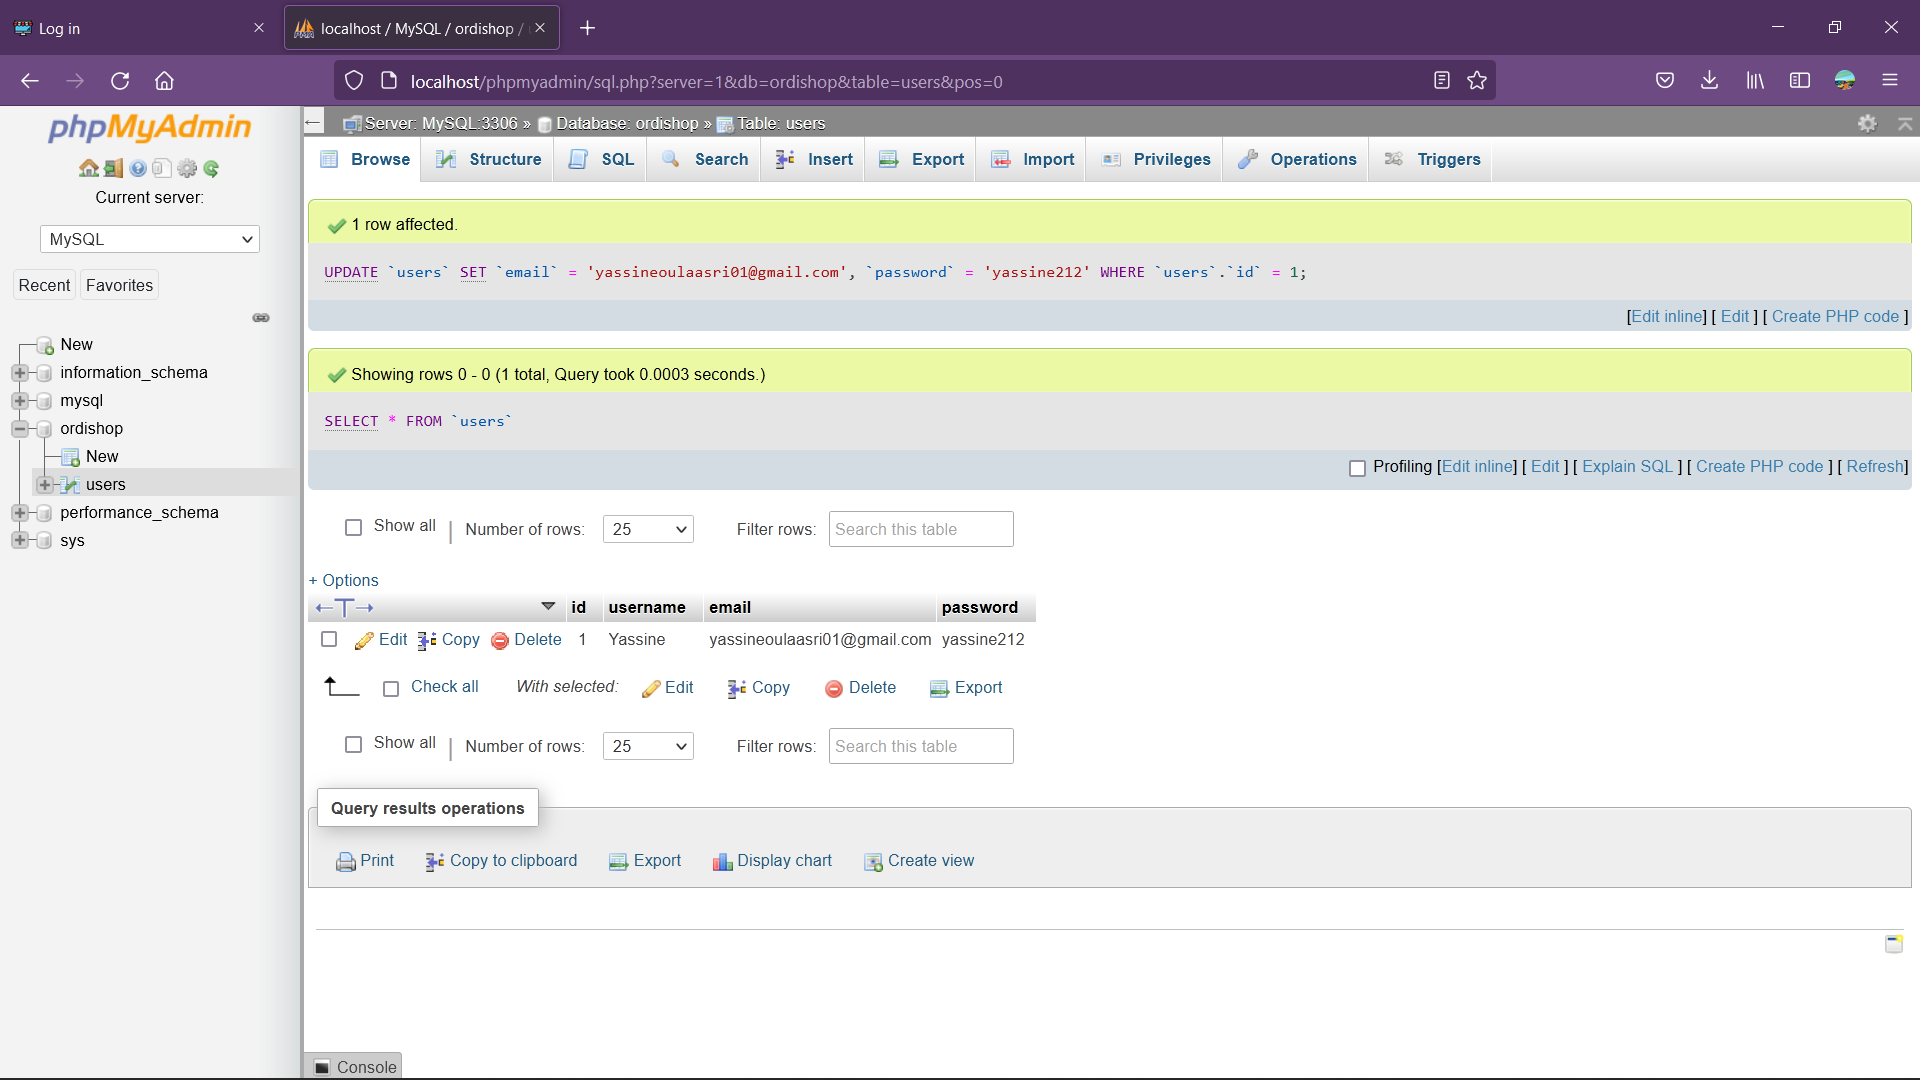 Log in
localhost / MySQL / ordishop /
localhost/phpmyadmin/sql.php?server=1&db=ordishop&table=users&pos=0
phpMyAdmin
Current server:
MySQL
Recent
Favorites
New
information_schema
mysql
ordishop
New
users
performance_schema
sys
Server: MySQL:3306 » Database: ordishop » Table: users
Browse Structure SQL Search Insert Export Import Privileges Operations Triggers
1 row affected.
UPDATE `users` SET `email` = 'yassineoulaasri01@gmail.com', `password` = 'yassine212' WHERE `users`.`id` = 1;
[Edit inline] [ Edit ] [ Create PHP code ]
Showing rows 0 - 0 (1 total, Query took 0.0003 seconds.)
SELECT * FROM `users`
Profiling [Edit inline] [ Edit ] [ Explain SQL ] [ Create PHP code ] [ Refresh]
Show all | Number of rows: 25 Filter rows: Search this table
+ Options
←T→ id username email password
Edit Copy Delete 1 Yassine yassineoulaasri01@gmail.com yassine212
Check all With selected: Edit Copy Delete Export
Show all | Number of rows: 25 Filter rows: Search this table
Query results operations
Print Copy to clipboard Export Display chart Create view
Console